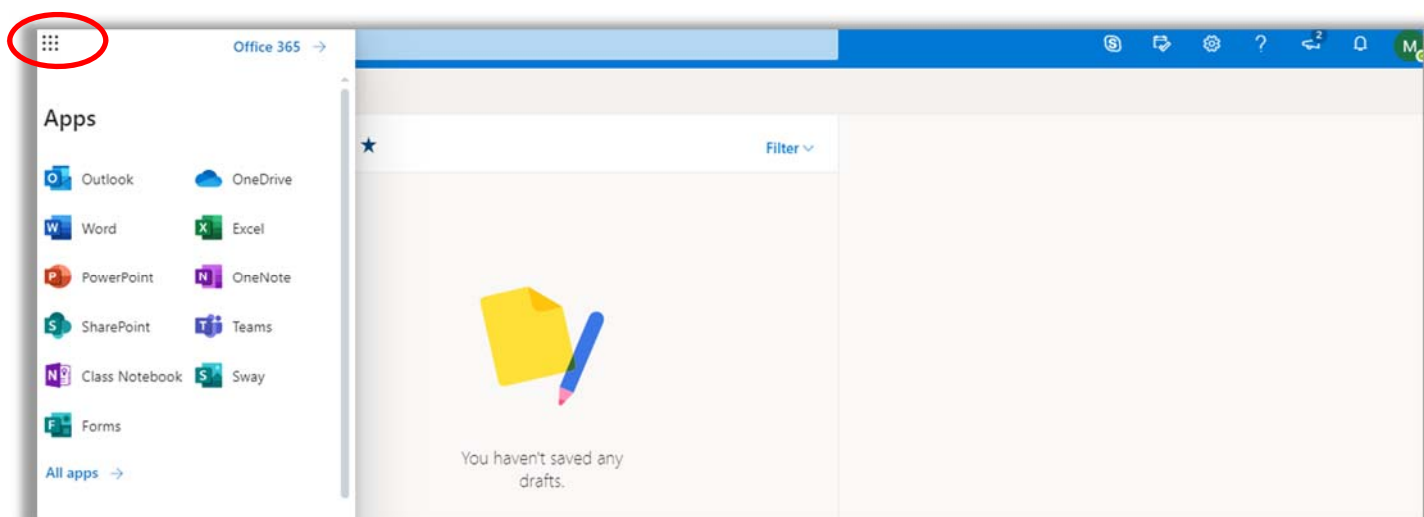 Office 365 →
2
M
Apps
Filter
Outlook
OneDrive
Word
Excel
PowerPoint
OneNote
SharePoint
Teams
Class Notebook
Sway
Forms
All apps →
You haven't saved any
drafts.